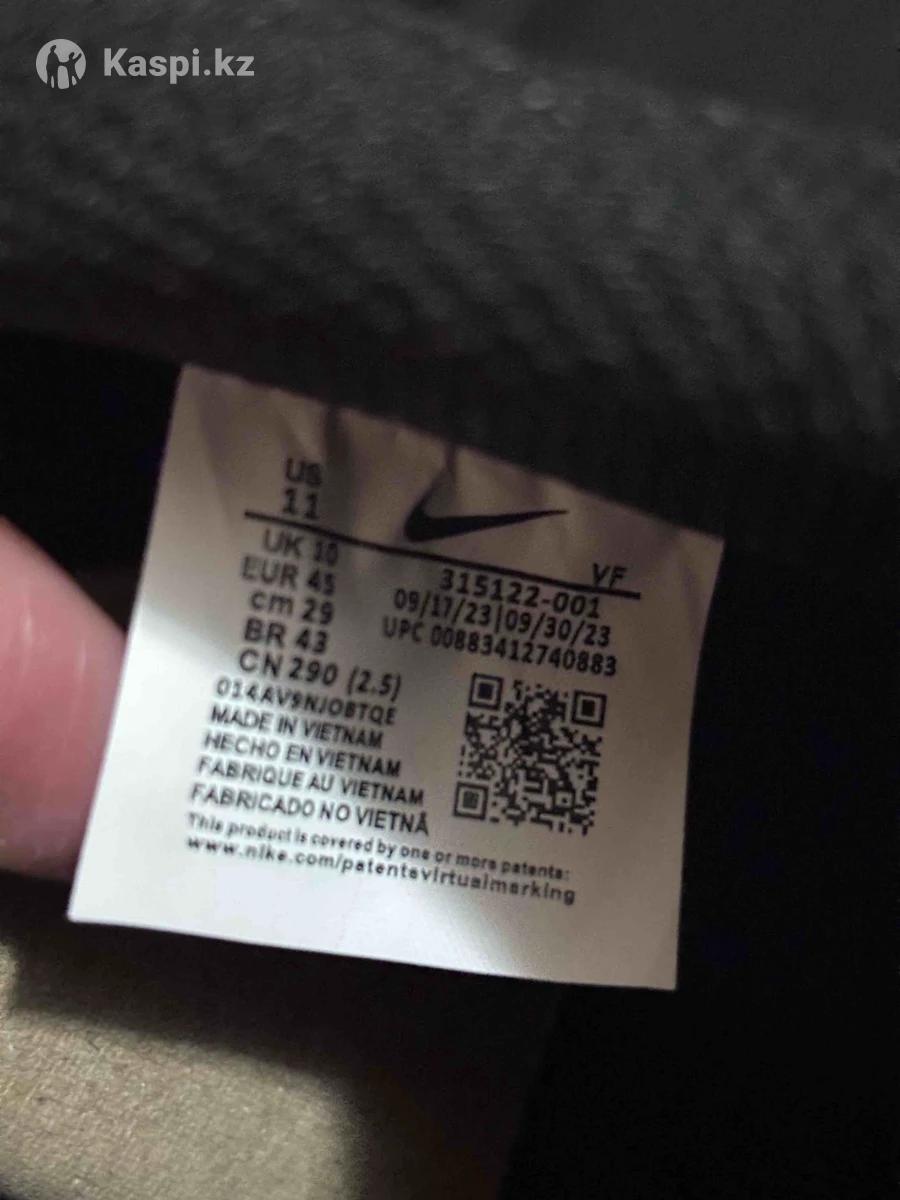 Kaspi.kz
US
11
UK 10
EUR 45
cm 29
BR 43
CN 290 (2.5)
VF
315122-001
09/17/23|09/30/23
UPC 00883412740883
014AV9NJOBTQE
MADE IN VIETNAM
HECHO EN VIETNAM
FABRIQUE AU VIETNAM
FABRICADO NO VIETNÃ
This product is covered by one or more patents:
www.nike.com/patentsvirtualmarking